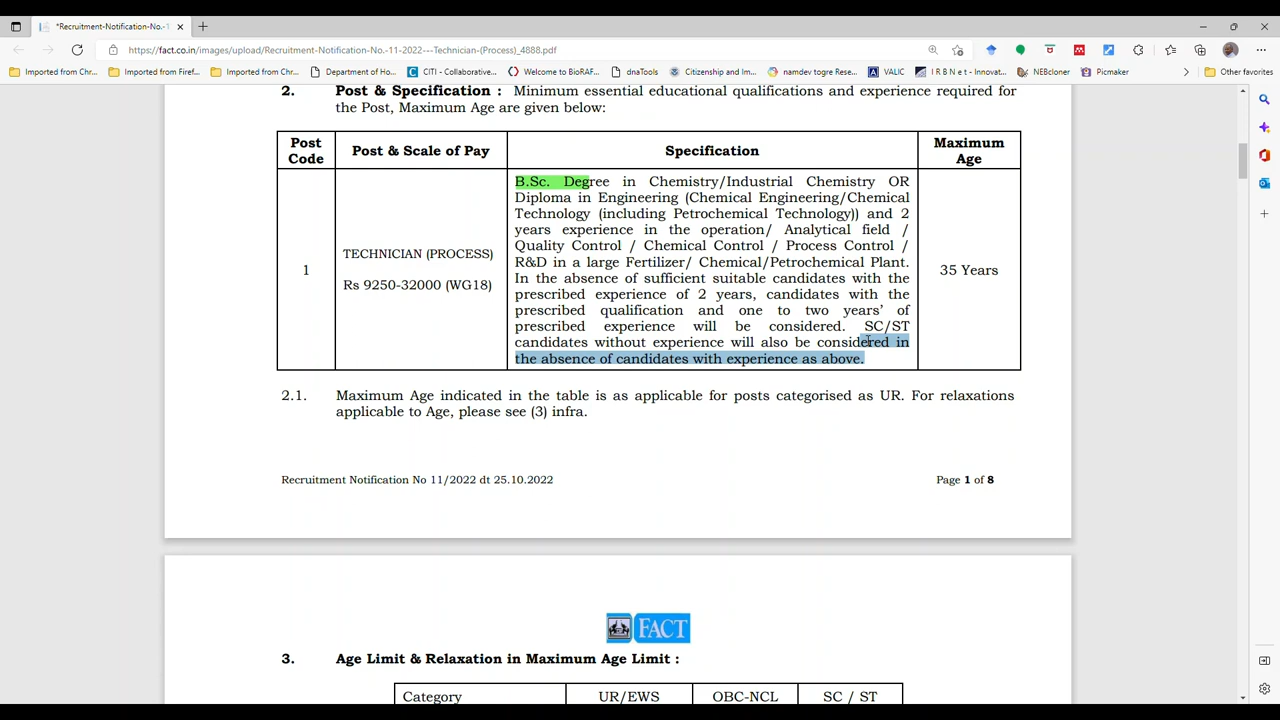 *Recruitment-Notification-No.-1
https://fact.co.in/images/upload/Recruitment-Notification-No.-11-2022---Technician-(Process)_4888.pdf
Imported from Chr... Imported from Firef... Imported from Chr... Department of Ho... CITI - Collaborative... Welcome to BioRAF... dnaTools Citizenship and Im... namdev togre Rese... VALIC I R B N e t - Innovat... NEBcloner Picmaker Other favorites
2. Post & Specification : Minimum essential educational qualifications and experience required for
the Post, Maximum Age are given below:
Post Code
Post & Scale of Pay
Specification
Maximum Age
1
TECHNICIAN (PROCESS)
Rs 9250-32000 (WG18)
B.Sc. Degree in Chemistry/Industrial Chemistry OR
Diploma in Engineering (Chemical Engineering/Chemical
Technology (including Petrochemical Technology)) and 2
years experience in the operation/ Analytical field /
Quality Control / Chemical Control / Process Control /
R&D in a large Fertilizer/ Chemical/Petrochemical Plant.
In the absence of sufficient suitable candidates with the
prescribed experience of 2 years, candidates with the
prescribed qualification and one to two years' of
prescribed experience will be considered. SC/ST
candidates without experience will also be considered in
the absence of candidates with experience as above.
35 Years
2.1. Maximum Age indicated in the table is as applicable for posts categorised as UR. For relaxations
applicable to Age, please see (3) infra.
Recruitment Notification No 11/2022 dt 25.10.2022
Page 1 of 8
FACT
3. Age Limit & Relaxation in Maximum Age Limit :
Category UR/EWS OBC-NCL SC / ST